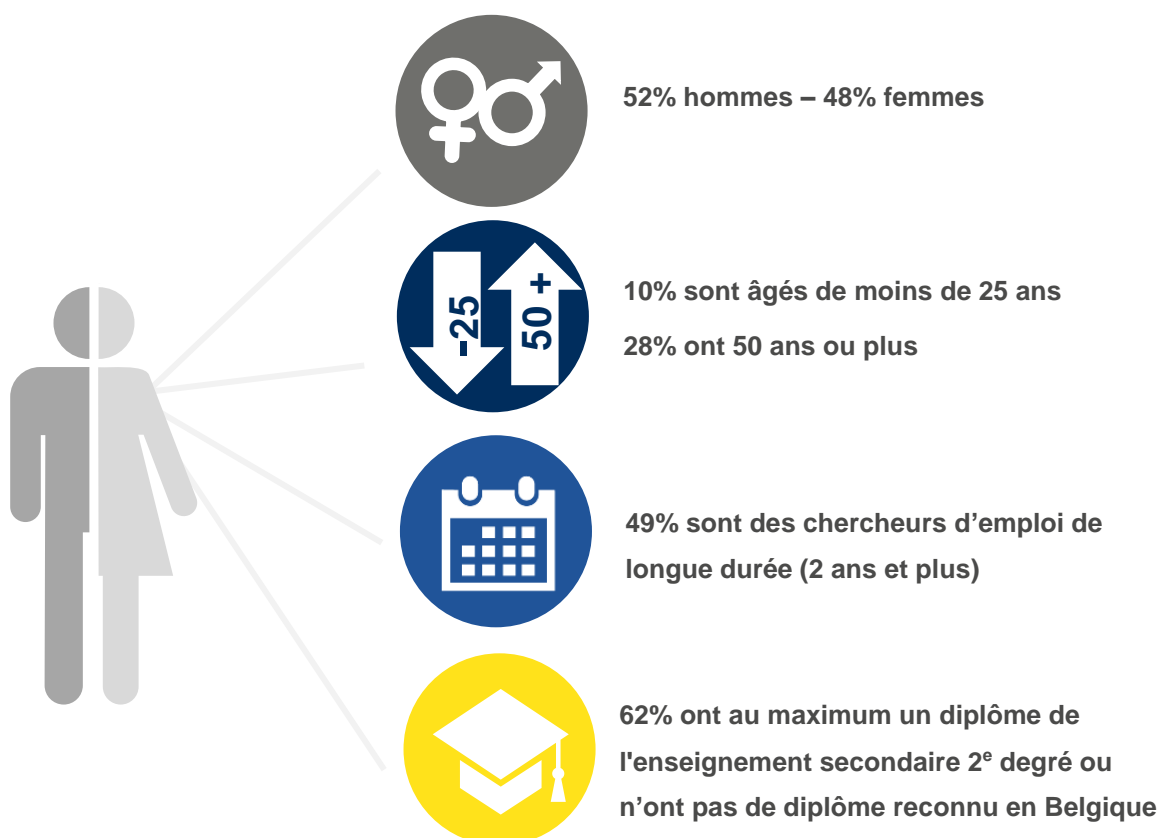 52% hommes – 48% femmes
-25
50 +
10% sont âgés de moins de 25 ans
28% ont 50 ans ou plus
49% sont des chercheurs d’emploi de
longue durée (2 ans et plus)
62% ont au maximum un diplôme de
l'enseignement secondaire 2e degré ou
n’ont pas de diplôme reconnu en Belgique